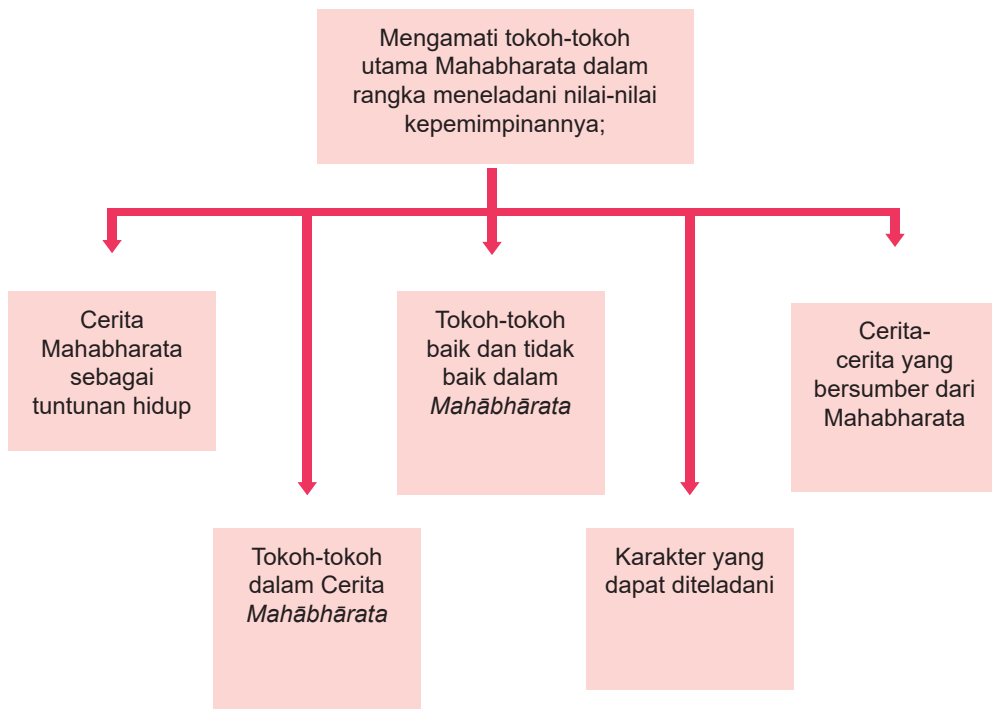 Mengamati tokoh-tokoh
utama Mahabharata dalam
rangka meneladani nilai-nilai
kepemimpinannya;
Cerita
Mahabharata
sebagai
tuntunan hidup
Tokoh-tokoh
dalam Cerita
Mahābhārata
Tokoh-tokoh
baik dan tidak
baik dalam
Mahābhārata
Karakter yang
dapat diteladani
Cerita-
cerita yang
bersumber dari
Mahabharata